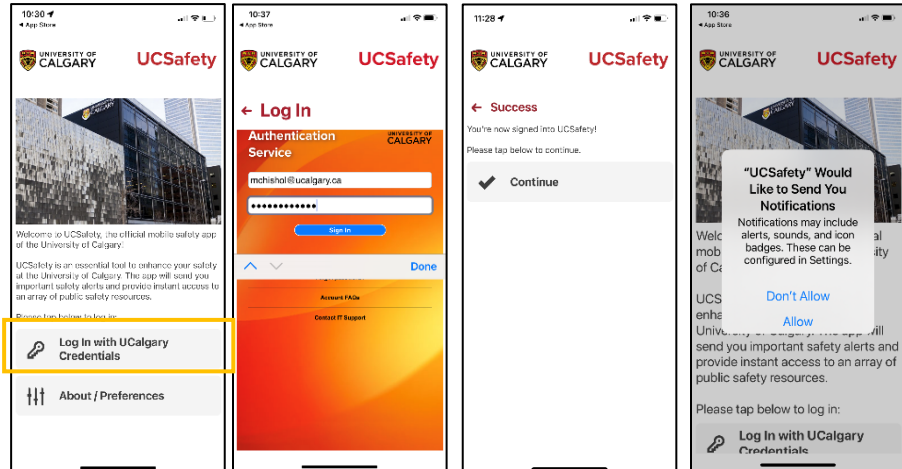 10:30
◄ App Store
UNIVERSITY OF
CALGARY
UCSafety
Welcome to UCSafety, the official mobile safety app
of the University of Calgary!
UCSafety is an essential tool to enhance your safety
at the University of Calgary. The app will send you
important safety alerts and provide instant access to
an array of public safety resources.
Please tap below to log in:
Log In with UCalgary
Credentials
About / Preferences
10:37
◄ App Store
UNIVERSITY OF
CALGARY
UCSafety
← Log In
Authentication
Service
UNIVERSITY OF
CALGARY
mchishol@ucalgary.ca
••••••••••••
Sign In
Done
Account FAQs
Contact IT Support
11:28
UNIVERSITY OF
CALGARY
UCSafety
← Success
You're now signed into UCSafety!
Please tap below to continue.
Continue
10:36
◄ App Store
UNIVERSITY OF
CALGARY
UCSafety
"UCSafety" Would
Like to Send You
Notifications
Notifications may include
alerts, sounds, and icon
badges. These can be
configured in Settings.
Don't Allow
Allow
send you important safety alerts and
provide instant access to an array of
public safety resources.
Please tap below to log in:
Log In with UCalgary
Credentials